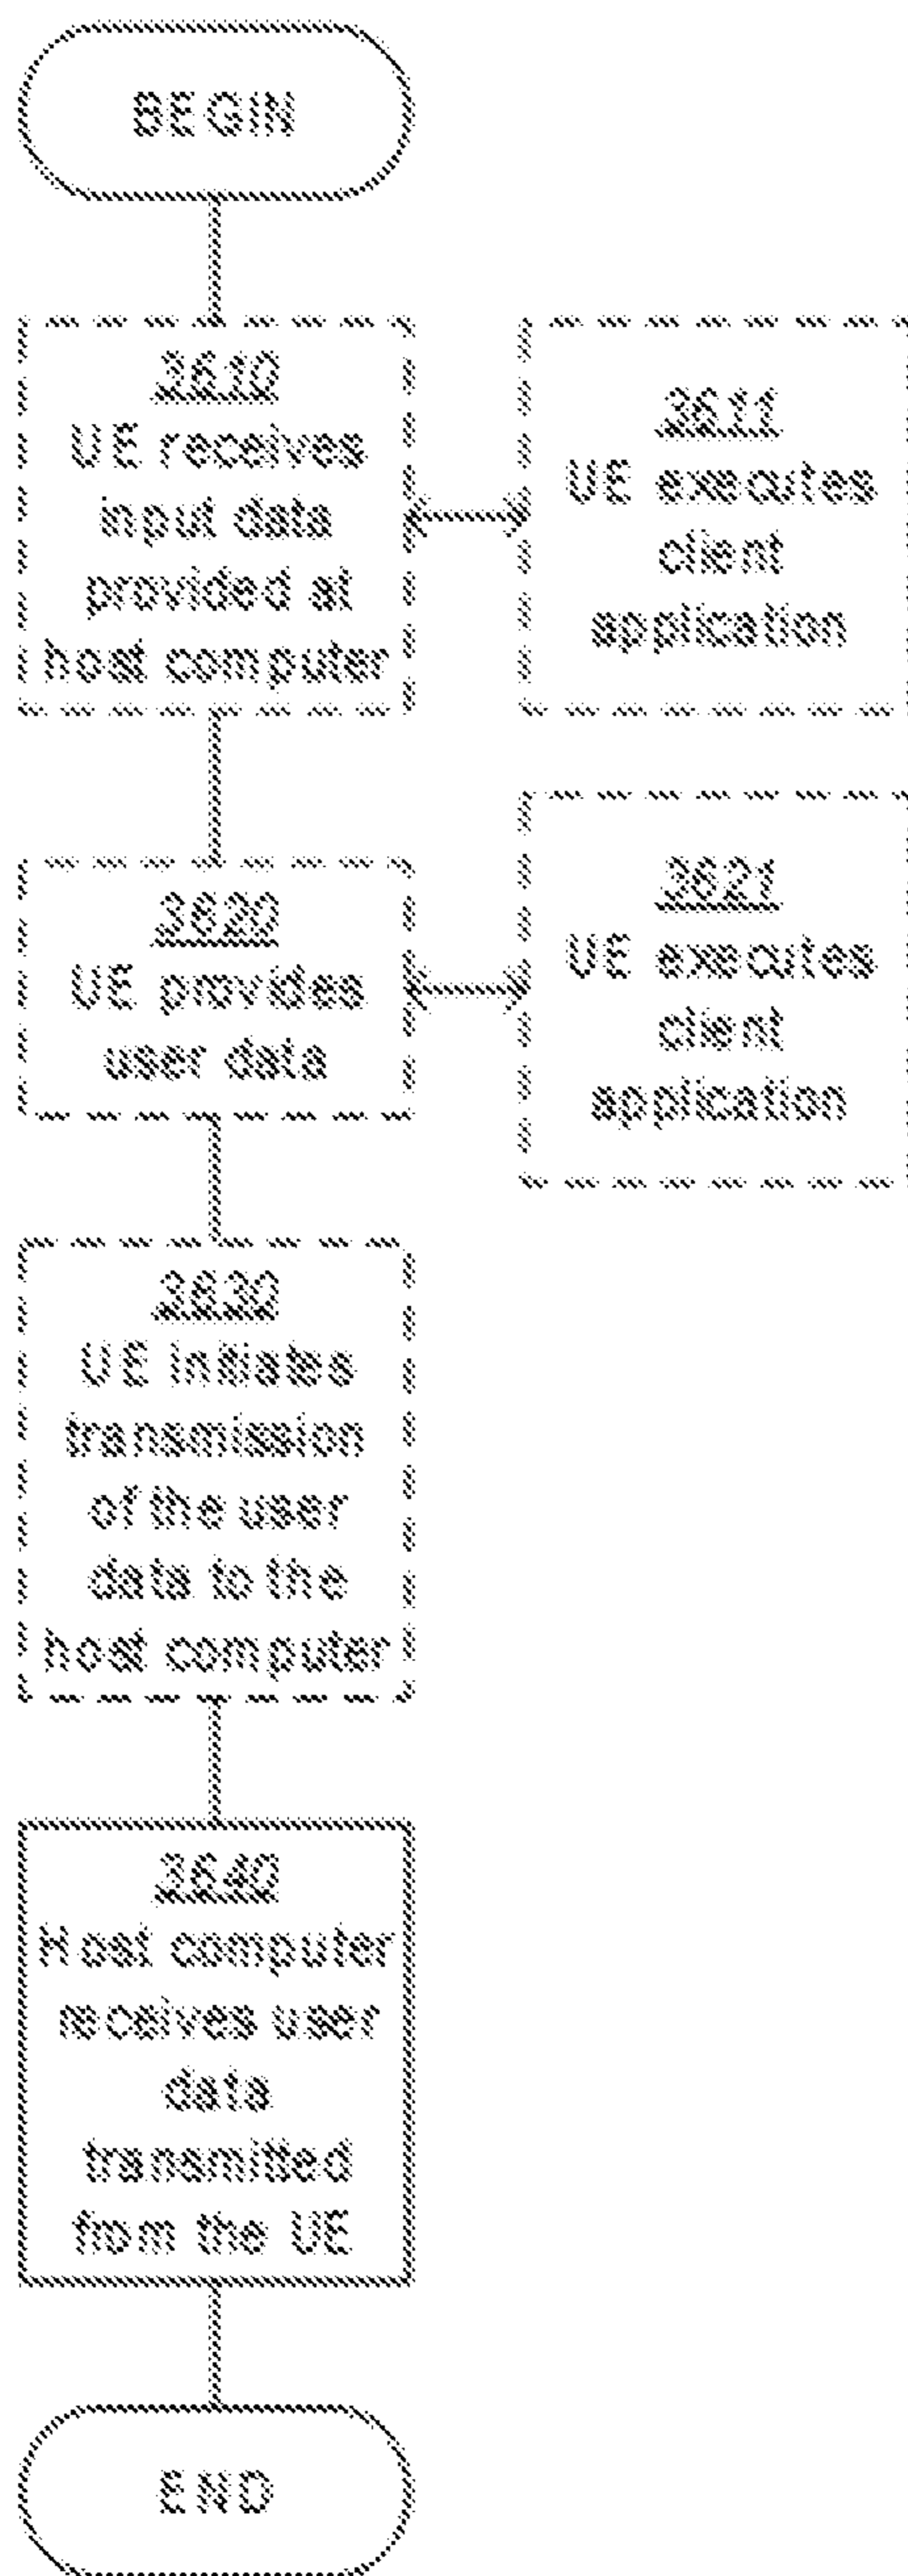 BEGIN
3610
UE receives
input data
provided at
host computer
3611
UE executes
client
application
3620
UE provides
user data
3621
UE executes
client
application
3630
UE initiates
transmission
of the user
data to the
host computer
3640
Host computer
receives user
data
transmitted
from the UE
END